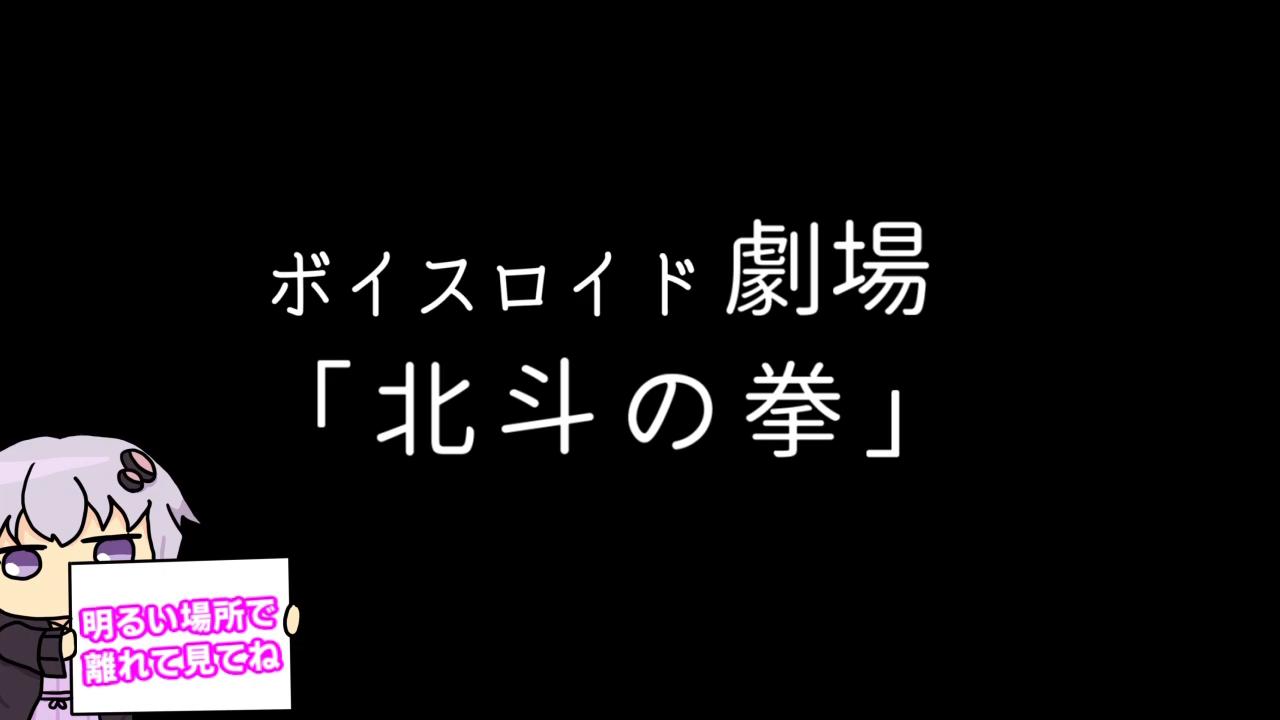 ボイスロイド劇場
「北斗の拳」
明るい場所で
離れて見てね